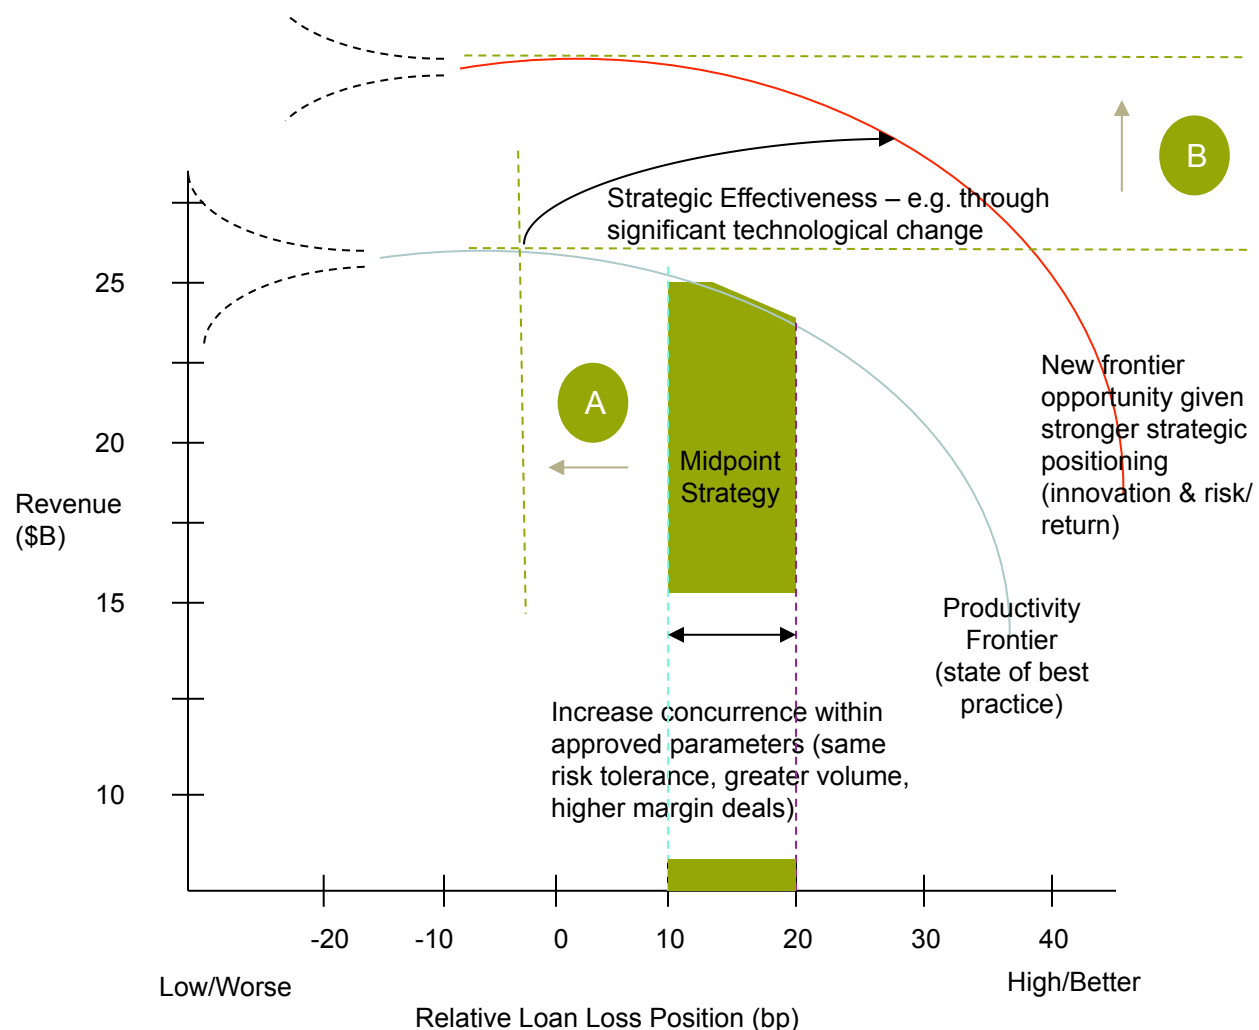 B
Strategic Effectiveness – e.g. through
significant technological change
25
A
New frontier
opportunity given
stronger strategic
positioning
(innovation & risk/
return)
20
Midpoint
Strategy
Revenue
($B)
15
Productivity
Frontier
(state of best
practice)
Increase concurrence within
approved parameters (same
risk tolerance, greater volume,
higher margin deals)
10
-20
-10
0
10
20
30
40
Low/Worse
High/Better
Relative Loan Loss Position (bp)